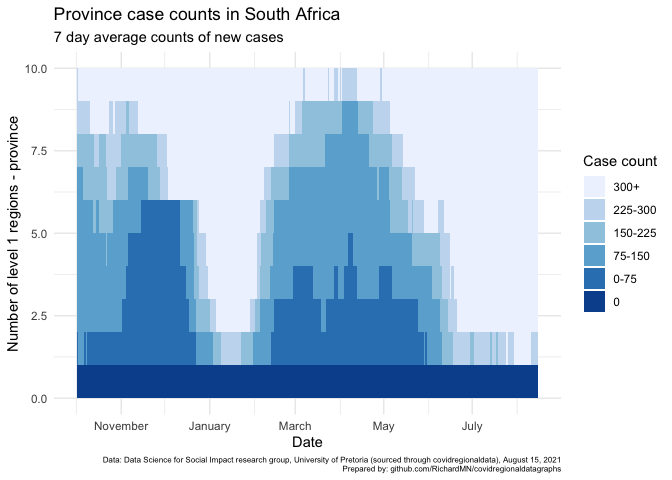 Province case counts in South Africa
7 day average counts of new cases
Number of level 1 regions - province
10.0
7.5
5.0
2.5
0.0
November
January
March
May
July
Date
Case count
300+
225-300
150-225
75-150
0-75
0
Data: Data Science for Social Impact research group, University of Pretoria (sourced through covidregionaldata), August 15, 2021
Prepared by: github.com/RichardMN/covidregionaldatagraphs